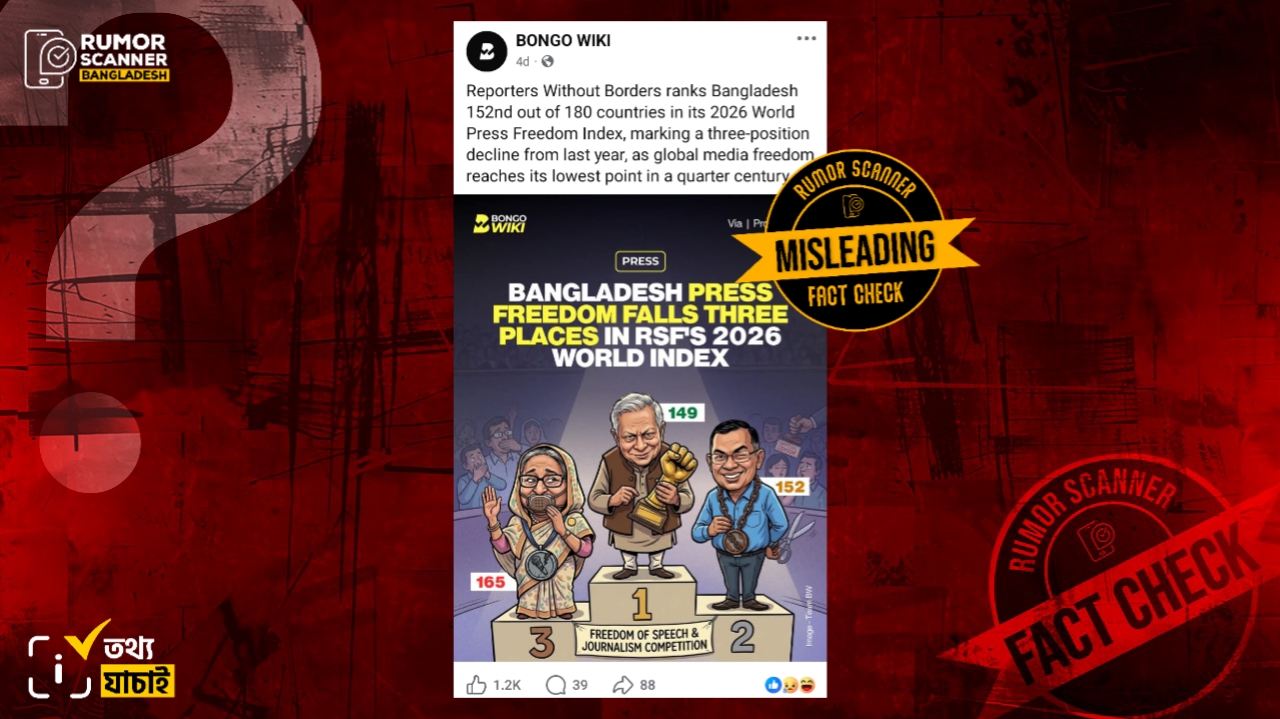 RUMOR
SCANNER
BANGLADESH
BONGO WIKI
4d
Reporters Without Borders ranks Bangladesh
152nd out of 180 countries in its 2026 World
Press Freedom Index, marking a three-position
decline from last year, as global media freedom
reaches its lowest point in a quarter century
RUMOR SCANNER
MISLEADING
FACT CHECK
BONGO
WIKI
Via |
PRESS
BANGLADESH PRESS
FREEDOM FALLS THREE
PLACES IN RSF'S 2026
WORLD INDEX
149
152
165
1
2
3
FREEDOM OF SPEECH &
JOURNALISM COMPETITION
Image - Team BW
1.2K 39 88
RUMOR SCANNER
FACT CHECK
তথ্য
যাচাই